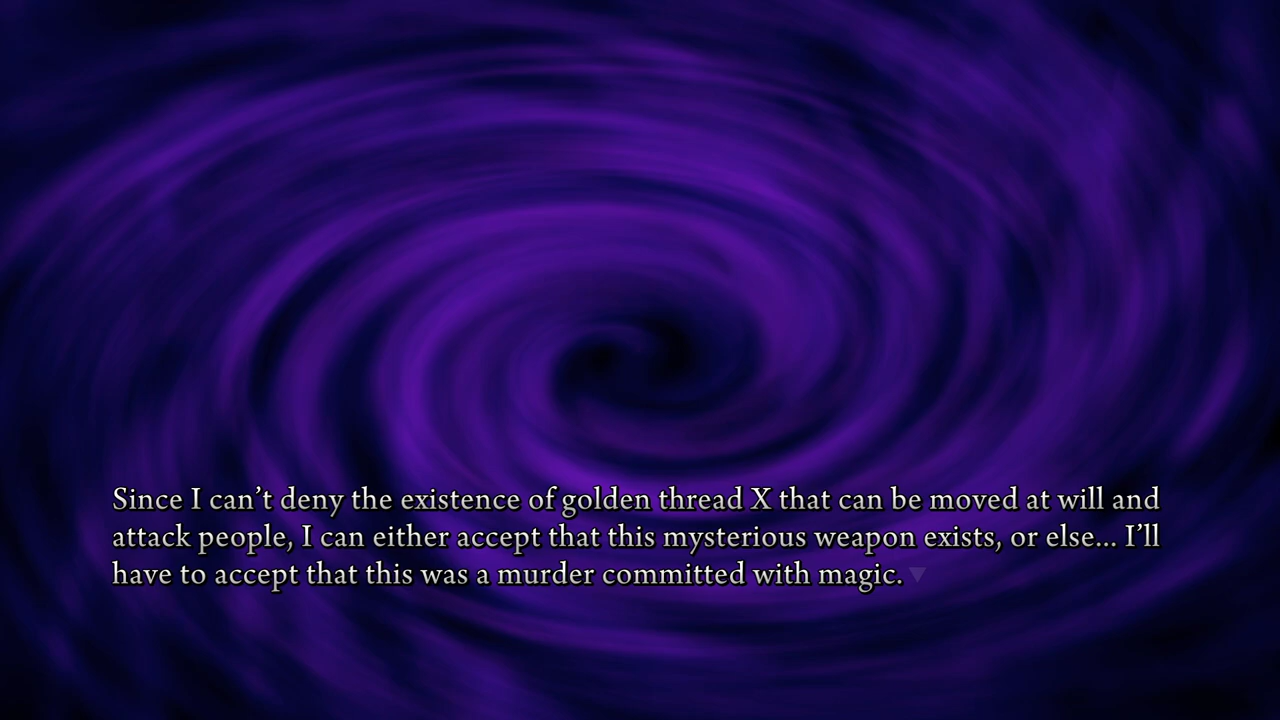 Since I can’t deny the existence of golden thread X that can be moved at will and
attack people, I can either accept that this mysterious weapon exists, or else... I’ll
have to accept that this was a murder committed with magic.